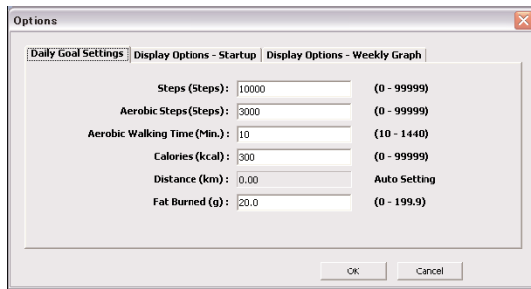 Options
Daily Goal Settings Display Options - Startup Display Options - Weekly Graph
Steps (Steps): 10000 (0 - 99999)
Aerobic Steps(Steps): 3000 (0 - 99999)
Aerobic Walking Time(Min.): 10 (10 - 1440)
Calories (kcal): 300 (0 - 99999)
Distance (km): 0.00 Auto Setting
Fat Burned (g): 20.0 (0 - 199.9)
OK Cancel